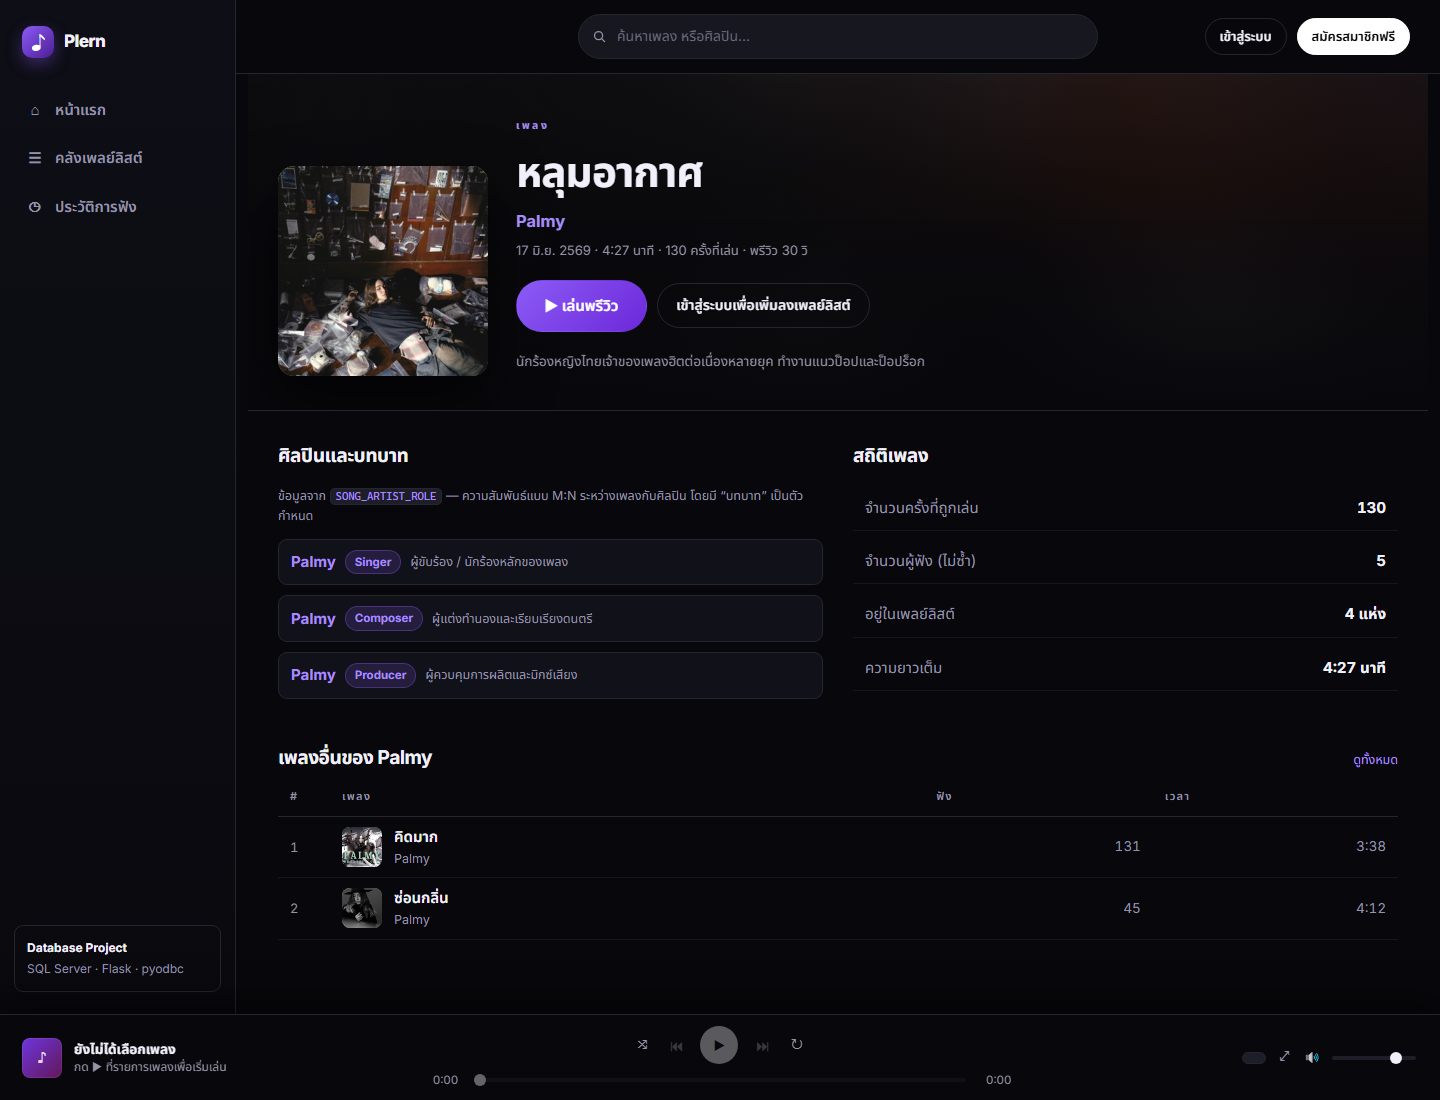 Plern
ค้นหาเพลง หรือศิลปิน...
เข้าสู่ระบบ
สมัครสมาชิกฟรี
หน้าแรก
คลังเพลย์ลิสต์
ประวัติการฟัง
เพลง
หลุมอากาศ
Palmy
17 มิ.ย. 2569 · 4:27 นาที · 130 ครั้งที่เล่น · พรีวิว 30 วิ
▶ เล่นพรีวิว
เข้าสู่ระบบเพื่อเพิ่มลงเพลย์ลิสต์
นักร้องหญิงไทยเจ้าของเพลงฮิตต่อเนื่องหลายยุค ทำงานแนวป็อปและป็อปร็อก
ศิลปินและบทบาท
ข้อมูลจาก SONG_ARTIST_ROLE — ความสัมพันธ์แบบ M:N ระหว่างเพลงกับศิลปิน โดยมี “บทบาท” เป็นตัว
กำหนด
Palmy Singer ผู้ขับร้อง / นักร้องหลักของเพลง
Palmy Composer ผู้แต่งทำนองและเรียบเรียงดนตรี
Palmy Producer ผู้ควบคุมการผลิตและมิกซ์เสียง
สถิติเพลง
จำนวนครั้งที่ถูกเล่น 130
จำนวนผู้ฟัง (ไม่ซ้ำ) 5
อยู่ในเพลย์ลิสต์ 4 แห่ง
ความยาวเต็ม 4:27 นาที
เพลงอื่นของ Palmy
ดูทั้งหมด
# เพลง ฟัง เวลา
1 คิดมาก 131 3:38
Palmy
2 ซ่อนกลิ่น 45 4:12
Palmy
Database Project
SQL Server · Flask · pyodbc
ยังไม่ได้เลือกเพลง
กด ▶ ที่รายการเพลงเพื่อเริ่มเล่น
0:00 0:00